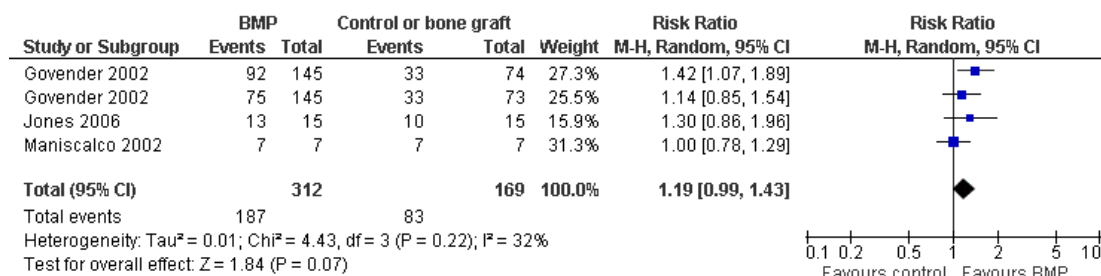 BMP Control or bone graft Risk Ratio Risk Ratio
Study or Subgroup Events Total Events Total Weight M-H, Random, 95% CI M-H, Random, 95% CI
Govender 2002 92 145 33 74 27.3% 1.42 [1.07, 1.89]
Govender 2002 75 145 33 73 25.5% 1.14 [0.85, 1.54]
Jones 2006 13 15 10 15 15.9% 1.30 [0.86, 1.96]
Maniscalco 2002 7 7 7 7 31.3% 1.00 [0.78, 1.29]
Total (95% CI) 312 169 100.0% 1.19 [0.99, 1.43]
Total events 187 83
Heterogeneity: Tau² = 0.01; Chi² = 4.43, df = 3 (P = 0.22); I² = 32%
Test for overall effect: Z = 1.84 (P = 0.07)
0.1 0.2 0.5 1 2 5 10
Favours control Favours BMP